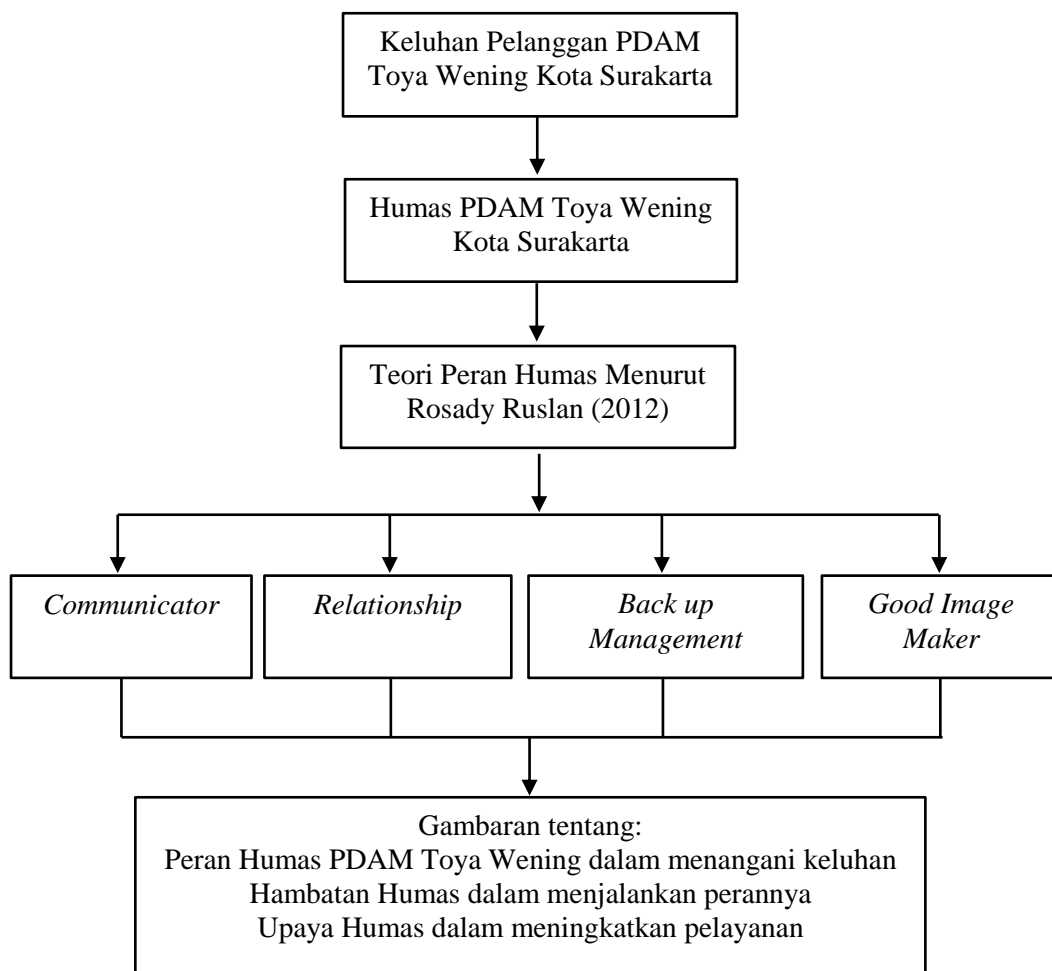 Keluhan Pelanggan PDAM
Toya Wening Kota Surakarta
Humas PDAM Toya Wening
Kota Surakarta
Teori Peran Humas Menurut
Rosady Ruslan (2012)
Communicator
Relationship
Back up
Management
Good Image
Maker
Gambaran tentang:
Peran Humas PDAM Toya Wening dalam menangani keluhan
Hambatan Humas dalam menjalankan perannya
Upaya Humas dalam meningkatkan pelayanan